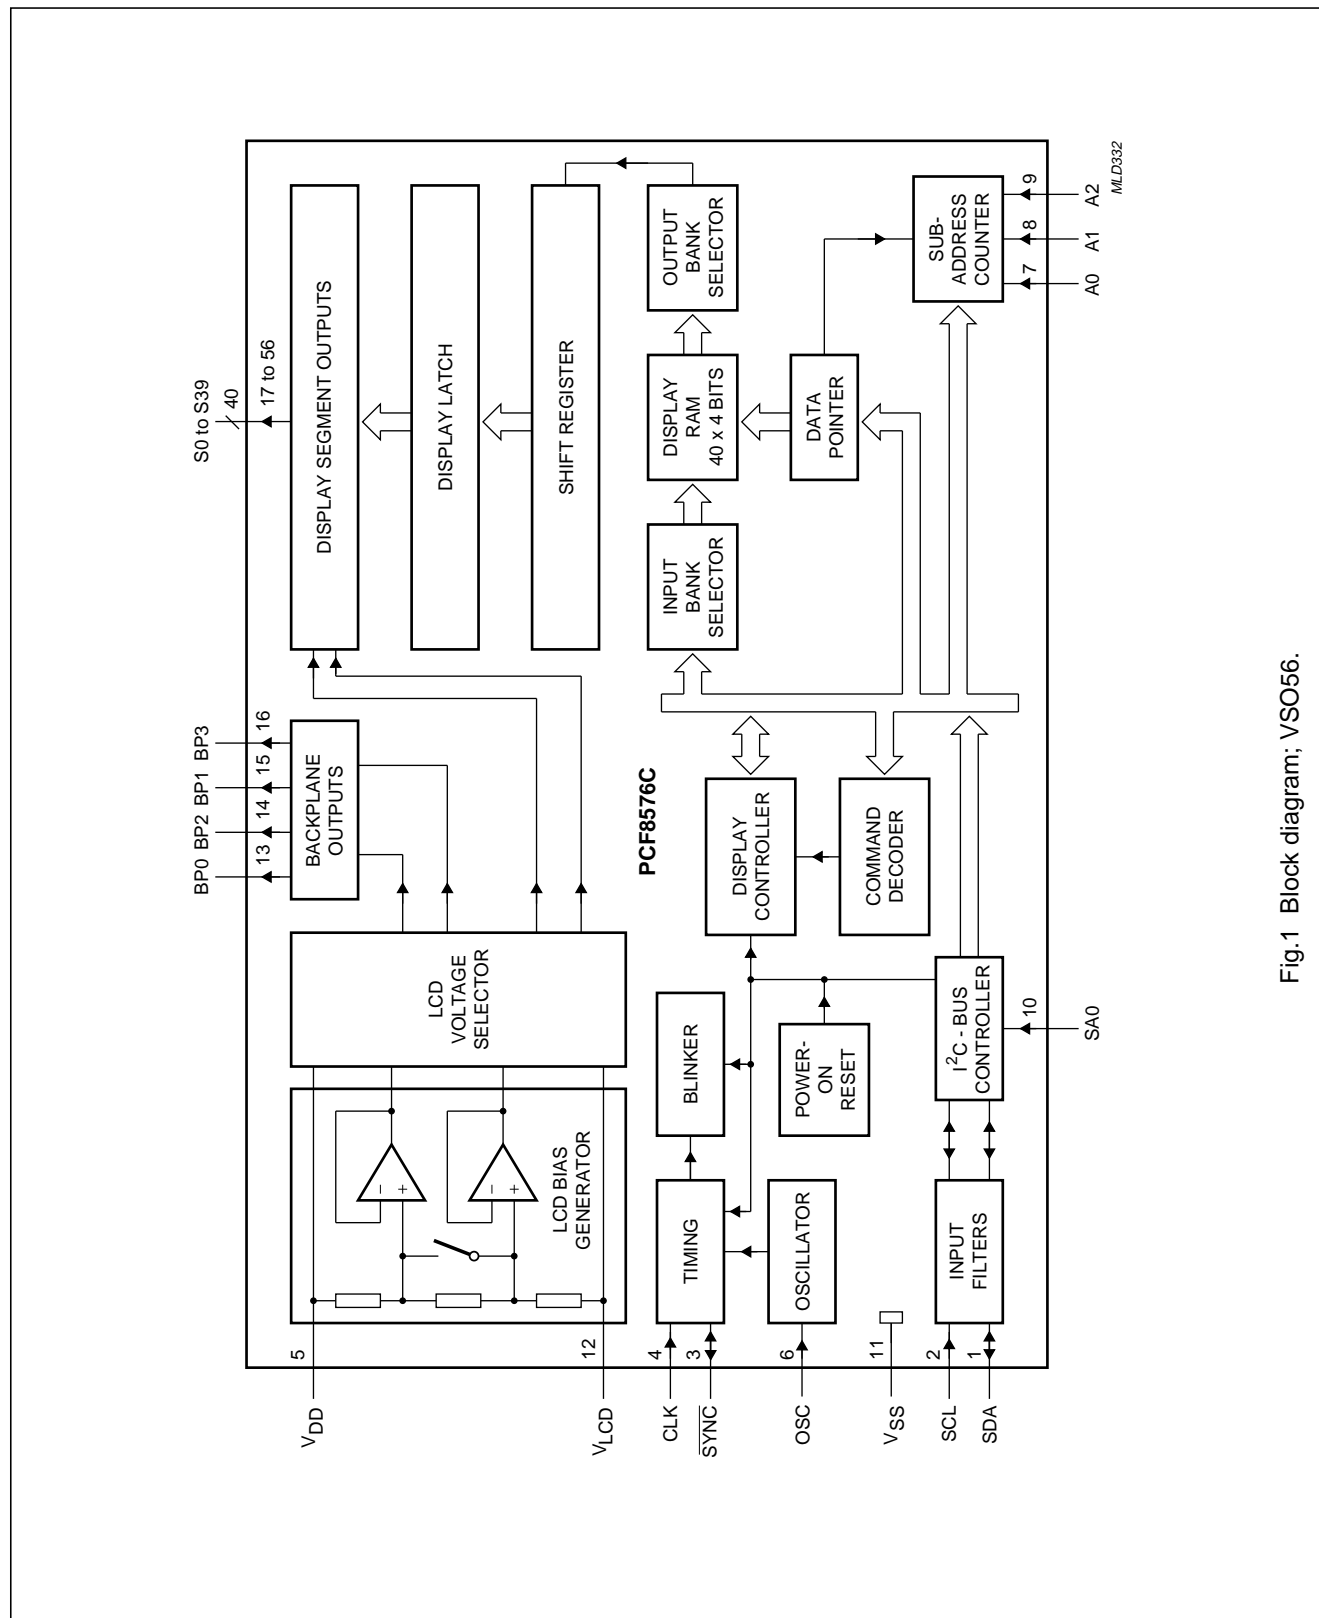 S0 to S39
40
17 to 56
BP0
BP2
BP1
BP3
13
14
15
16
DISPLAY SEGMENT OUTPUTS
BACKPLANE
OUTPUTS
DISPLAY LATCH
SHIFT REGISTER
LCD
VOLTAGE
SELECTOR
LCD BIAS
GENERATOR
-
+
-
+
VDD
5
VLCD
12
PCF8576C
INPUT
BANK
SELECTOR
DISPLAY
RAM
40 x 4 BITS
OUTPUT
BANK
SELECTOR
CLK
4
SYNC
3
TIMING
BLINKER
DISPLAY
CONTROLLER
DATA
POINTER
OSC
6
OSCILLATOR
POWER-
ON
RESET
COMMAND
DECODER
VSS
11
SCL
2
SDA
1
INPUT
FILTERS
I2C - BUS
CONTROLLER
SUB-
ADDRESS
COUNTER
10
SA0
7
8
9
A0
A1
A2
MLD332
Fig.1 Block diagram; VSO56.